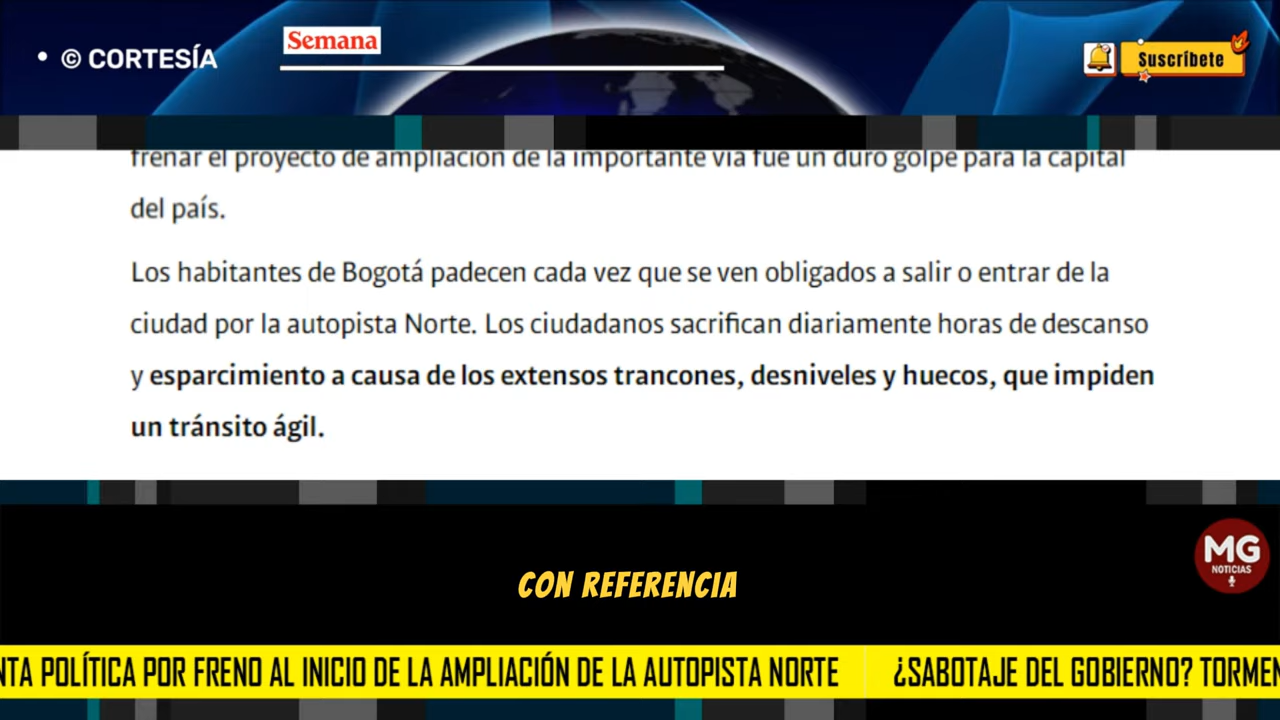 • © CORTESÍA
Semana
Suscríbete
frenar el proyecto de ampliación de la importante vía fue un duro golpe para la capital
del país.
Los habitantes de Bogotá padecen cada vez que se ven obligados a salir o entrar de la
ciudad por la autopista Norte. Los ciudadanos sacrifican diariamente horas de descanso
y esparcimiento a causa de los extensos trancones, desniveles y huecos, que impiden
un tránsito ágil.
MG
NOTICIAS
CON REFERENCIA
NTA POLÍTICA POR FRENO AL INICIO DE LA AMPLIACIÓN DE LA AUTOPISTA NORTE
¿SABOTAJE DEL GOBIERNO? TORMEN